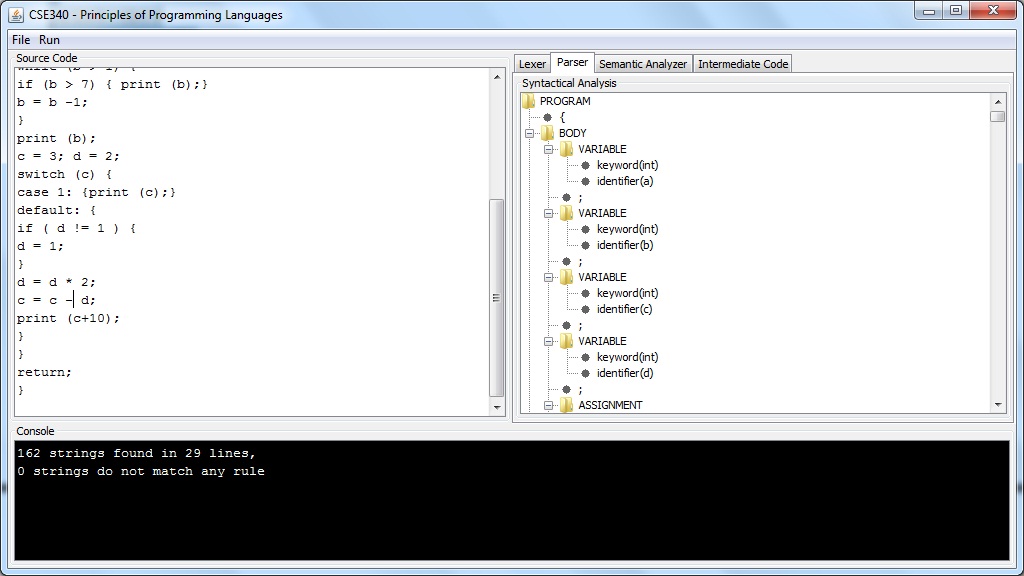 CSE340 - Principles of Programming Languages
File Run
Source Code
if (b > 7) { print (b);}
b = b -1;
}
print (b);
c = 3; d = 2;
switch (c) {
case 1: {print (c);}
default: {
if ( d != 1 ) {
d = 1;
}
d = d * 2;
c = c - d;
print (c+10);
}
}
return;
}
Lexer Parser Semantic Analyzer Intermediate Code
Syntactical Analysis
PROGRAM
{
BODY
VARIABLE
keyword(int)
identifier(a)
;
VARIABLE
keyword(int)
identifier(b)
;
VARIABLE
keyword(int)
identifier(c)
;
VARIABLE
keyword(int)
identifier(d)
;
ASSIGNMENT
Console
162 strings found in 29 lines,
0 strings do not match any rule